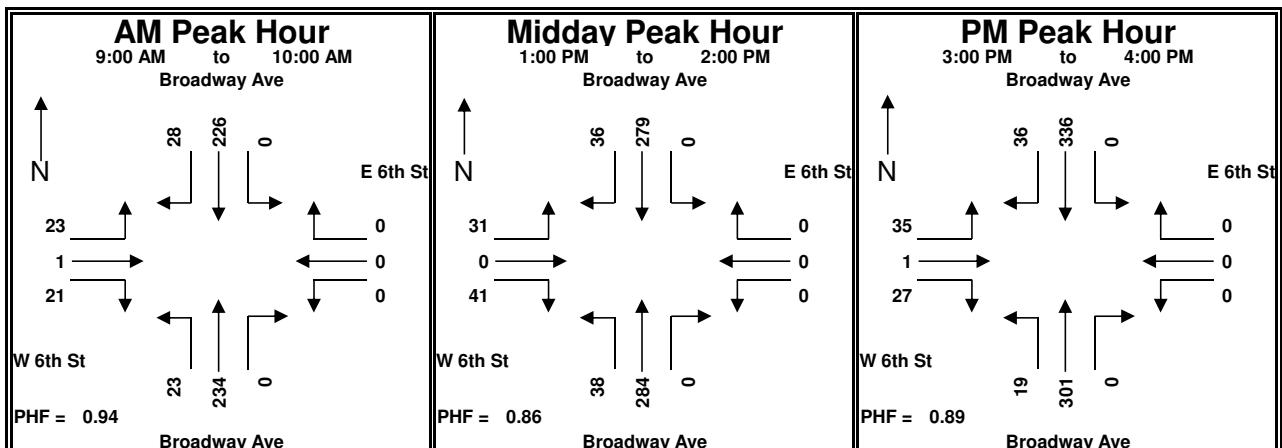 AM Peak Hour
9:00 AM to 10:00 AM
Broadway Ave
28 226 0
N
E 6th St
23 0
1 0
21 0
W 6th St
23 234 0
PHF = 0.94
Broadway Ave
Midday Peak Hour
1:00 PM to 2:00 PM
Broadway Ave
36 279 0
N
E 6th St
31 0
0 0
41 0
W 6th St
38 284 0
PHF = 0.86
Broadway Ave
PM Peak Hour
3:00 PM to 4:00 PM
Broadway Ave
36 336 0
N
E 6th St
35 0
1 0
27 0
W 6th St
19 301 0
PHF = 0.89
Broadway Ave